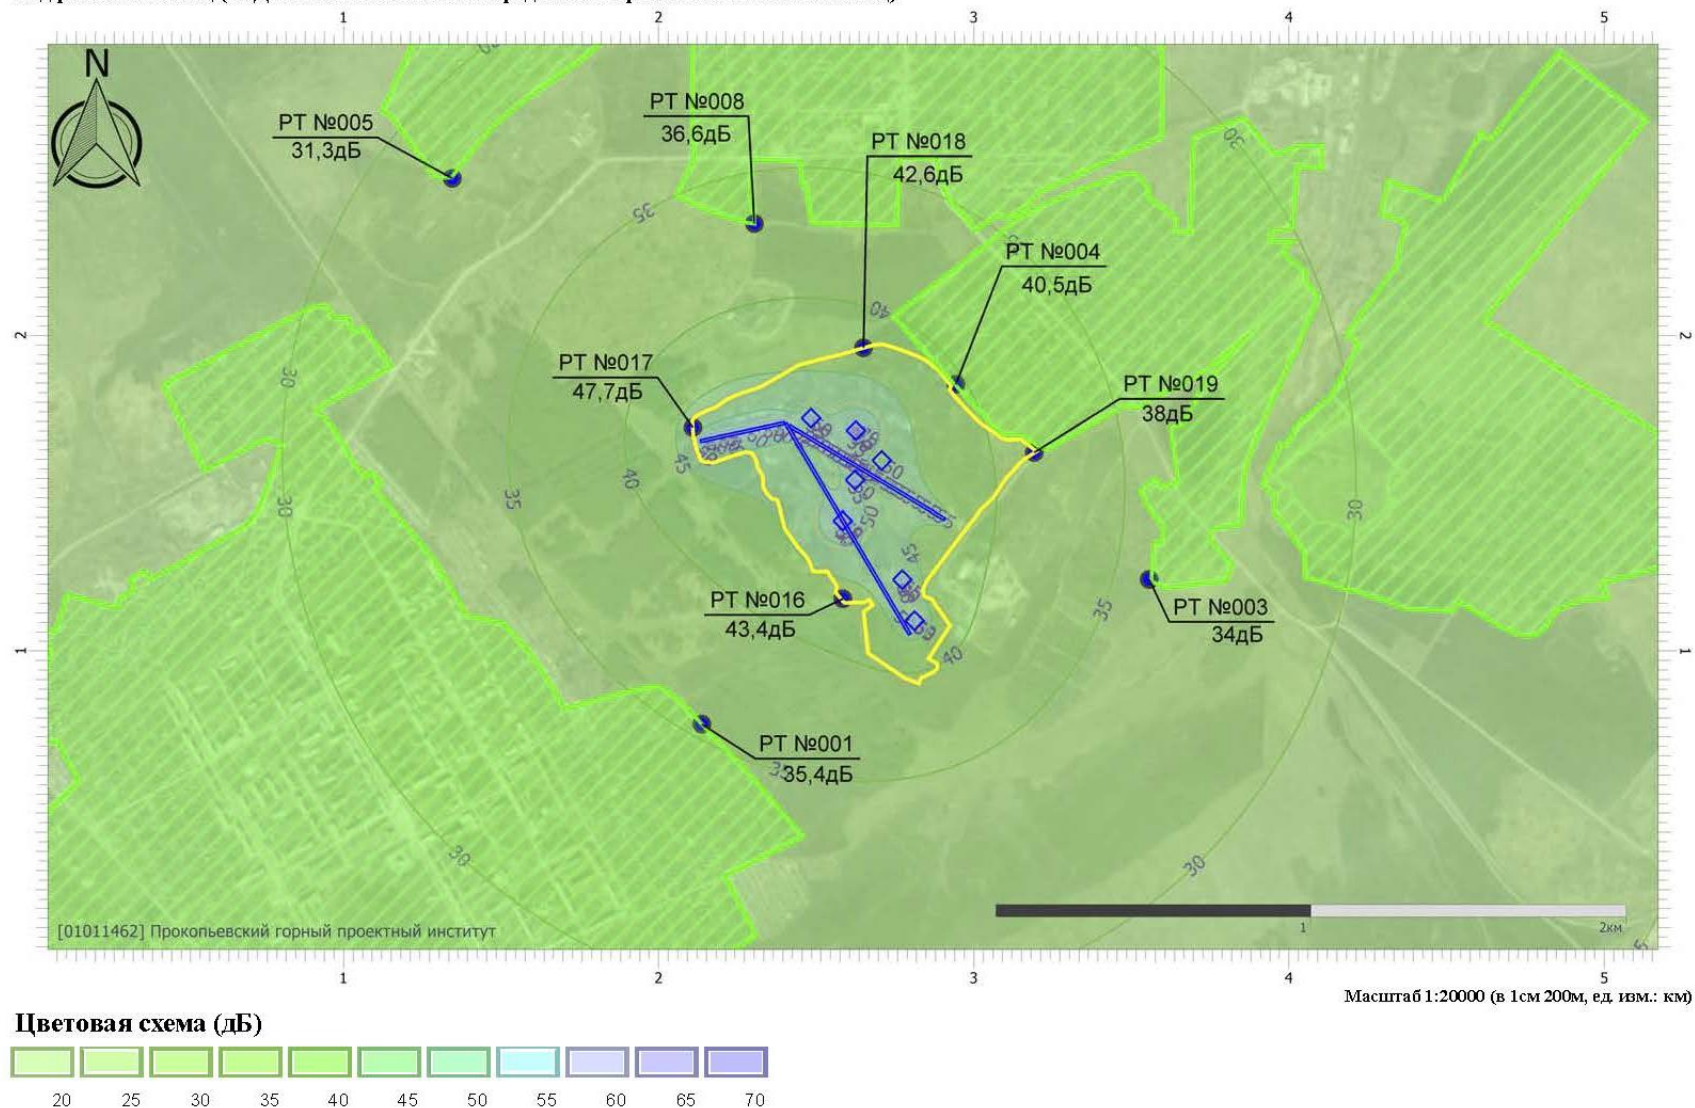 1 2 3 4 5
N
РТ №005
31,3дБ
РТ №008
36,6дБ
РТ №018
42,6дБ
РТ №004
40,5дБ
РТ №017
47,7дБ
РТ №019
38дБ
РТ №016
43,4дБ
РТ №003
34дБ
РТ №001
35,4дБ
30
30
35
40
2
2
30
45
40
35
30
30
50
50
45
35
40
1
1
30
30
1 2км
[01011462] Прокопьевский горный проектный институт
1 2 3 4 5
Масштаб 1:20000 (в 1см 200м, ед. изм.: км)
Цветовая схема (дБ)
20 25 30 35 40 45 50 55 60 65 70